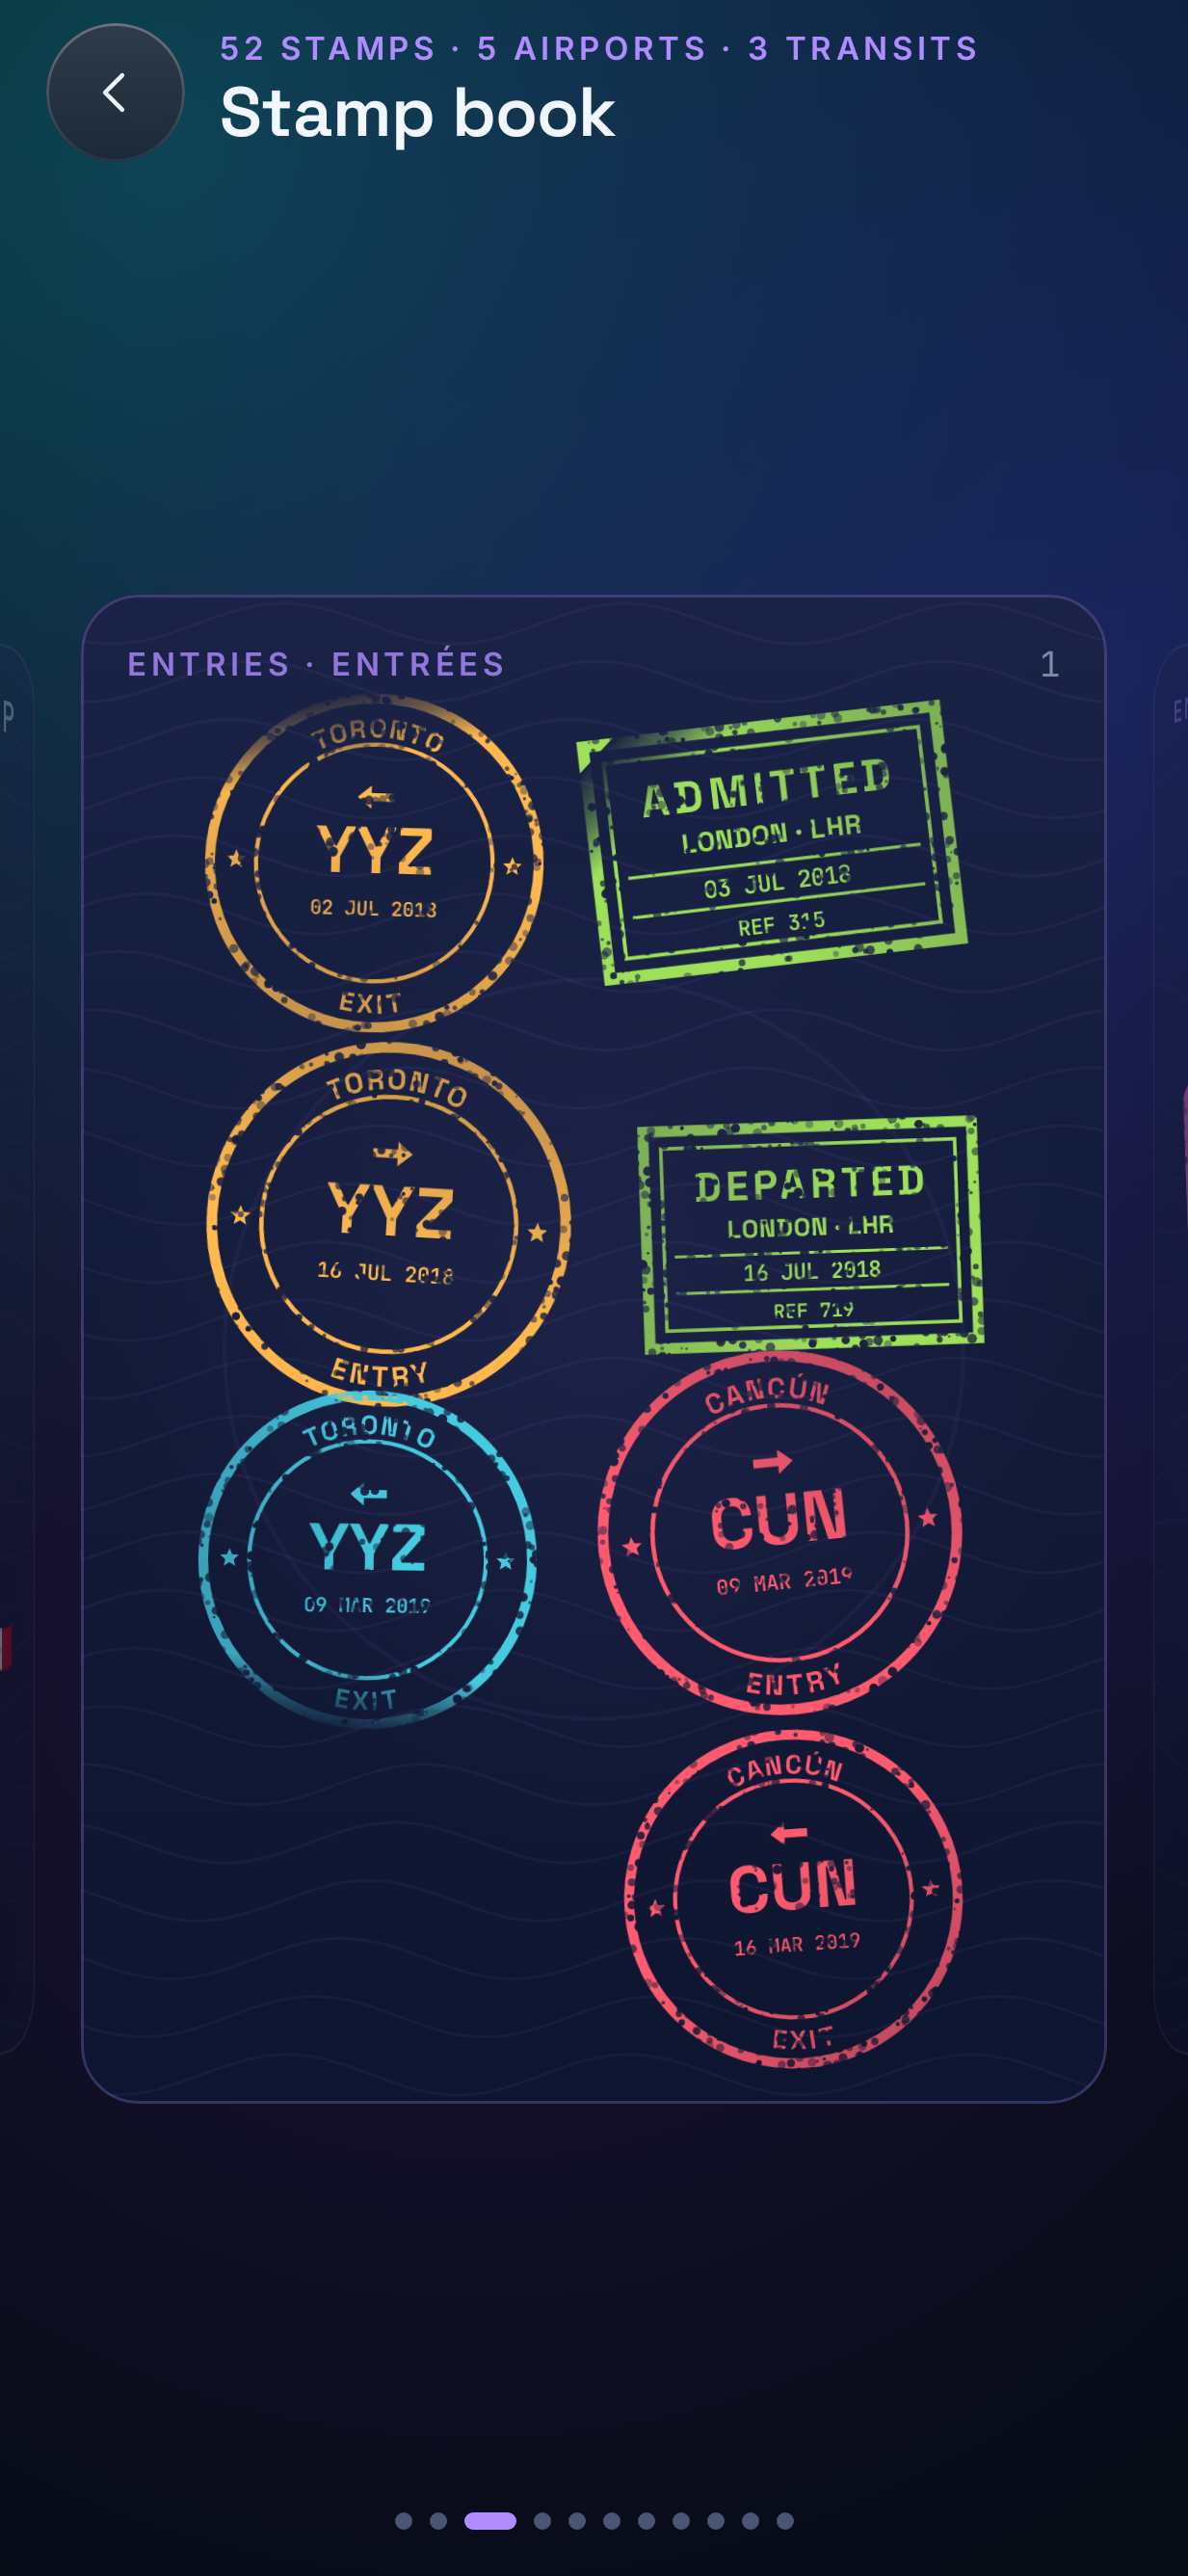 52 STAMPS · 5 AIRPORTS · 3 TRANSITS
Stamp book
ENTRIES · ENTRÉES
1
TORONTO
YYZ
02 JUL 2018
EXIT
ADMITTED
LONDON · LHR
03 JUL 2018
REF 315
TORONTO
YYZ
16 JUL 2018
ENTRY
DEPARTED
LONDON · LHR
16 JUL 2018
REF 719
TORONTO
YYZ
09 MAR 2019
EXIT
CANCÚN
CUN
09 MAR 2019
ENTRY
CANCÚN
CUN
16 MAR 2019
EXIT